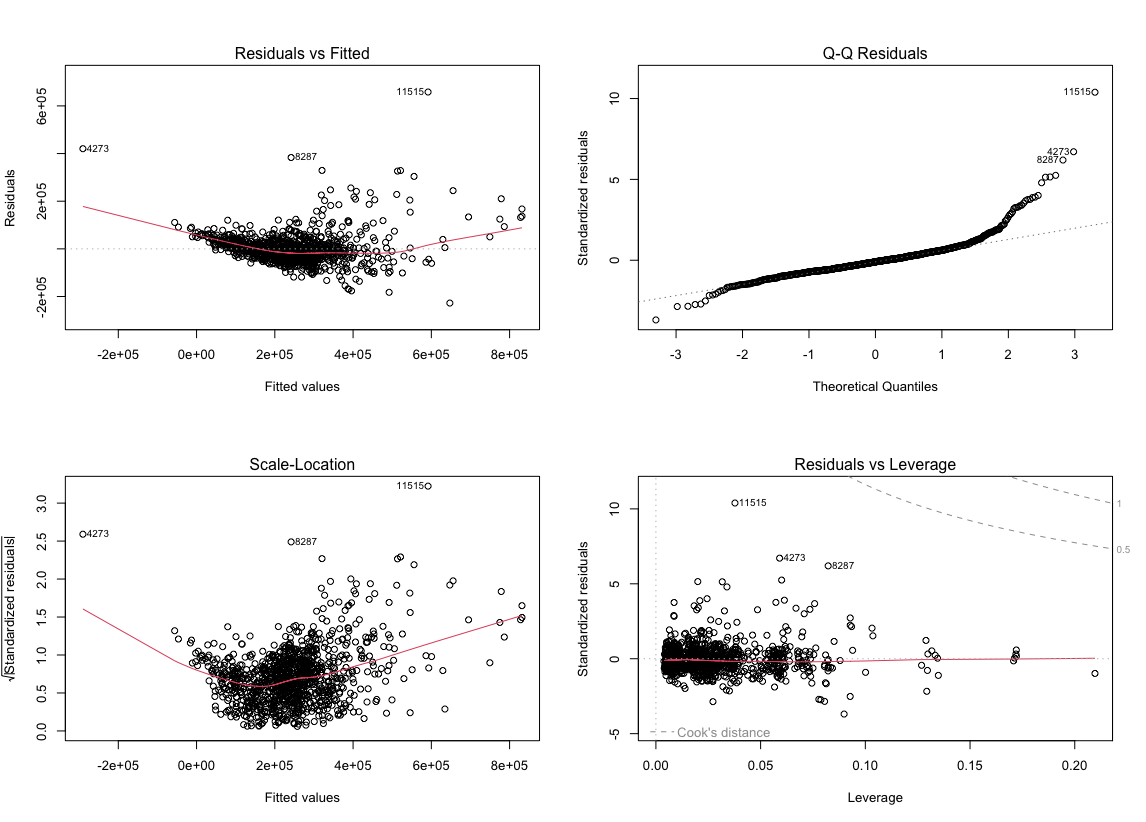 Residuals vs Fitted
Residuals
-2e+05
2e+05
6e+05
11515
4273
8287
-2e+05
0e+00
2e+05
4e+05
6e+05
8e+05
Fitted values
Q-Q Residuals
Standardized residuals
0
5
10
11515
4273
8287
-3
-2
-1
0
1
2
3
Theoretical Quantiles
Scale-Location
√|Standardized residuals|
0.0
0.5
1.0
1.5
2.0
2.5
3.0
11515
4273
8287
-2e+05
0e+00
2e+05
4e+05
6e+05
8e+05
Fitted values
Residuals vs Leverage
Standardized residuals
-5
0
5
10
11515
4273
8287
1
0.5
Cook's distance
0.00
0.05
0.10
0.15
0.20
Leverage